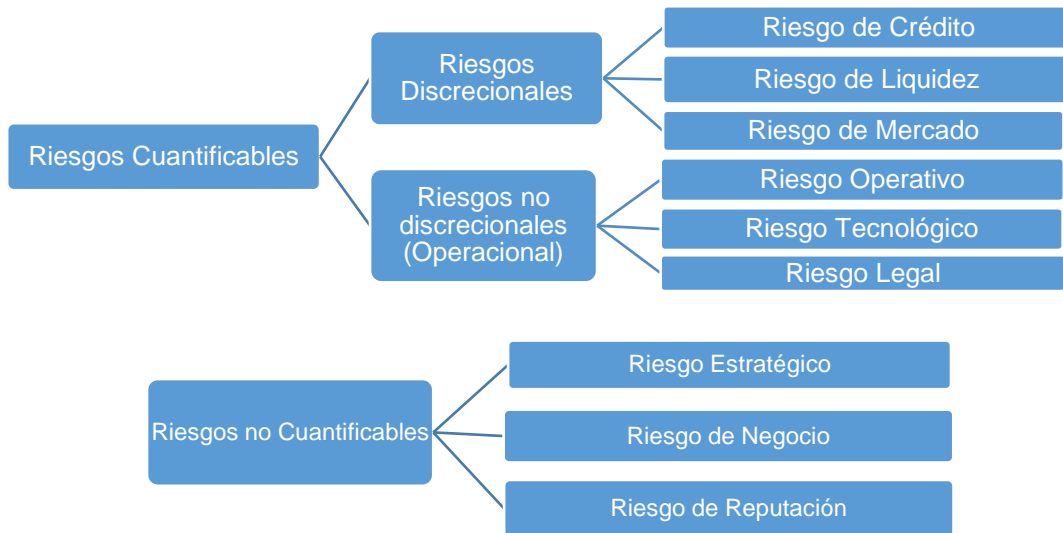 Riesgos Cuantificables
Riesgos
Discrecionales
Riesgo de Crédito
Riesgo de Liquidez
Riesgo de Mercado
Riesgos no
discrecionales
(Operacional)
Riesgo Operativo
Riesgo Tecnológico
Riesgo Legal
Riesgos no Cuantificables
Riesgo Estratégico
Riesgo de Negocio
Riesgo de Reputación